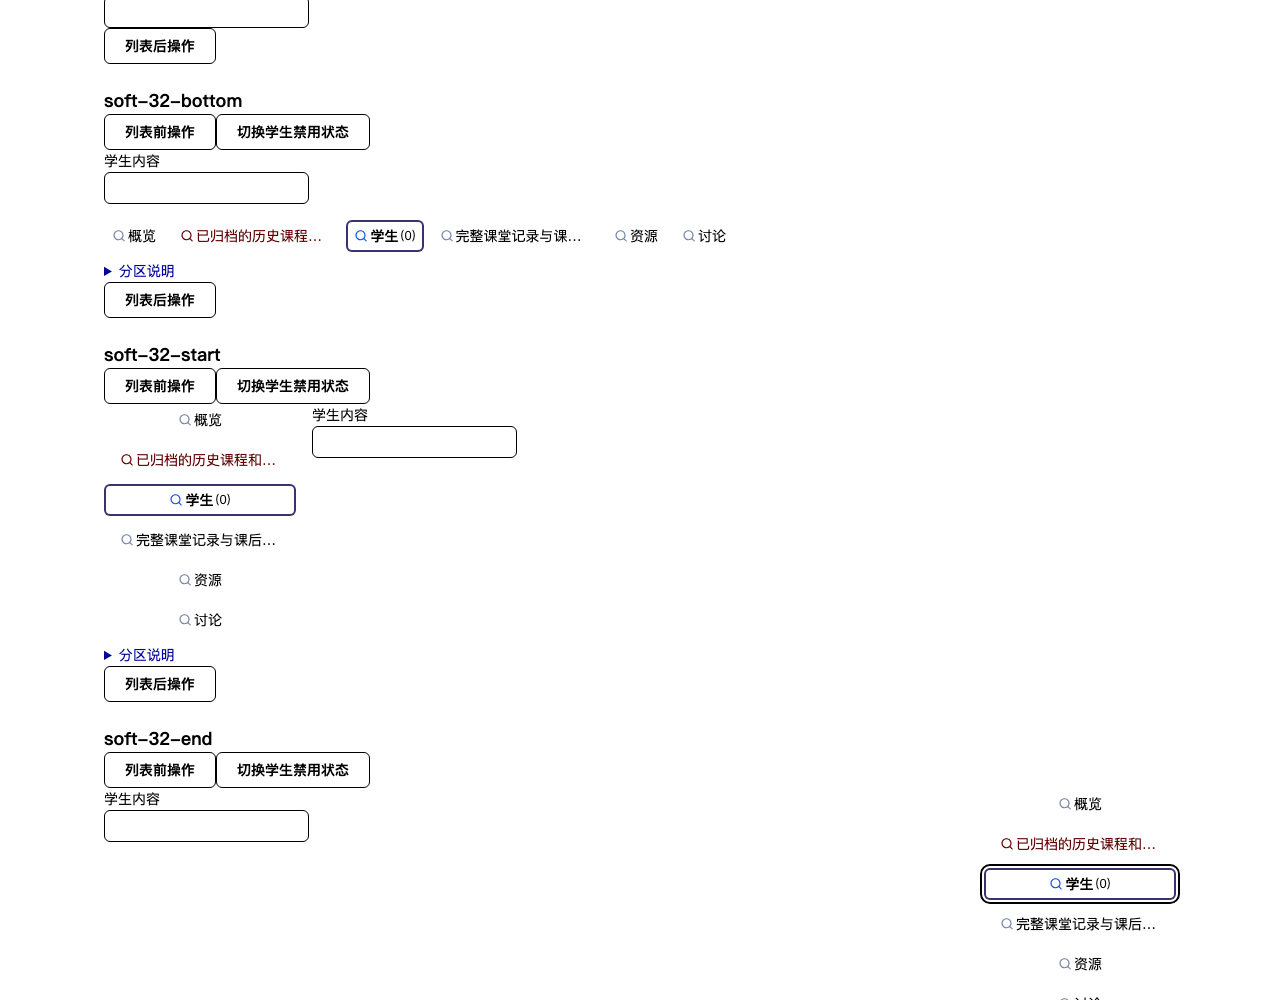 列表后操作
soft-32-bottom
列表前操作 切换学生禁用状态
学生内容
概览 已归档的历史课程... 学生 (0) 完整课堂记录与课... 资源 讨论
分区说明
列表后操作
soft-32-start
列表前操作 切换学生禁用状态
概览
学生内容
已归档的历史课程和...
学生 (0)
完整课堂记录与课后...
资源
讨论
分区说明
列表后操作
soft-32-end
列表前操作 切换学生禁用状态
学生内容
概览
已归档的历史课程和...
学生 (0)
完整课堂记录与课后...
资源